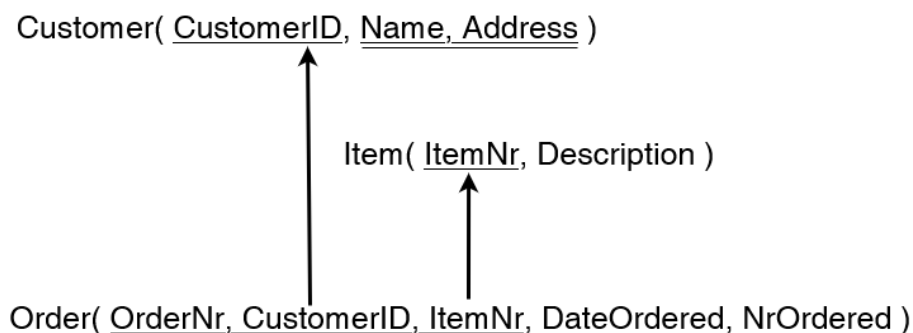 Customer( CustomerID, Name, Address )
Item( ItemNr, Description )
Order( OrderNr, CustomerID, ItemNr, DateOrdered, NrOrdered )